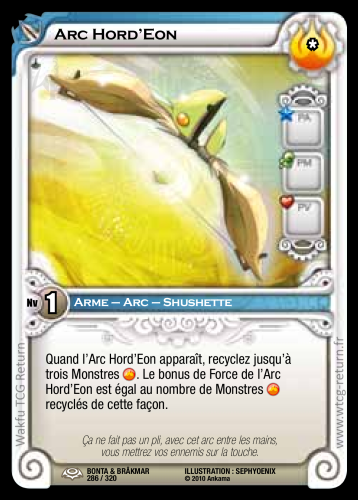 Arc Hord'Eon
PA
PM
PV
Nv 1
Arme – Arc – Shushette
Quand l'Arc Hord'Eon apparaît, recyclez jusqu'à
trois Monstres . Le bonus de Force de l'Arc
Hord'Eon est égal au nombre de Monstres
recyclés de cette façon.
Ça ne fait pas un pli, avec cet arc entre les mains,
vous mettrez vos ennemis sur la touche.
BONTA & BRÂKMAR
286 / 320
ILLUSTRATION : SEPHYOENIX
© 2010 Ankama
Wakfu TCG Return
www.wtcg-return.fr